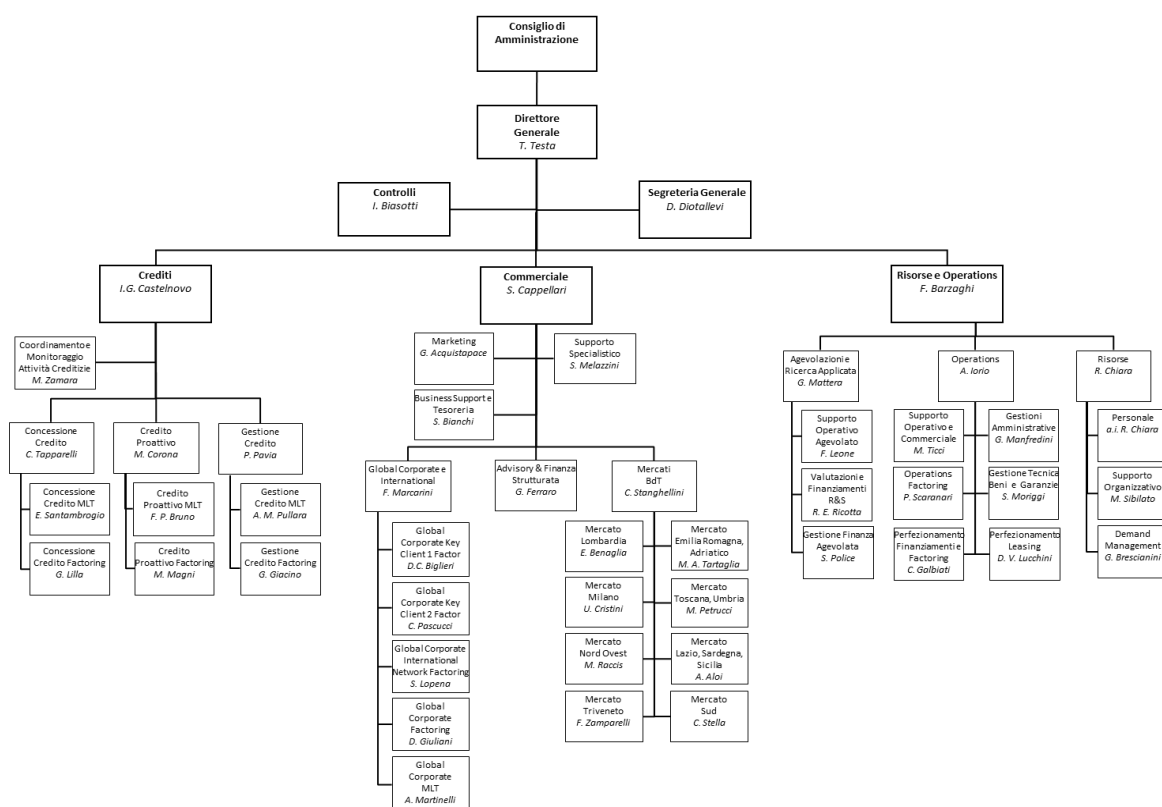 Consiglio di
Amministrazione
Direttore
Generale
T. Testa
Controlli
I. Biasotti
Segreteria Generale
D. Diotallevi
Crediti
I.G. Castelnovo
Commerciale
S. Cappellari
Risorse e Operations
F. Barzaghi
Coordinamento e
Monitoraggio
Attività Creditizie
M. Zamara
Marketing
G. Acquistapace
Supporto
Specialistico
S. Melazzini
Business Support e
Tesoreria
S. Bianchi
Agevolazioni e
Ricerca Applicata
G. Mattera
Operations
A. Iorio
Risorse
R. Chiara
Concessione
Credito
C. Tapparelli
Credito
Proattivo
M. Corona
Gestione
Credito
P. Pavia
Concessione
Credito MLT
E. Santambrogio
Credito
Proattivo MLT
F. P. Bruno
Gestione
Credito MLT
A. M. Pullara
Concessione
Credito Factoring
G. Lilla
Credito
Proattivo Factoring
M. Magni
Gestione
Credito Factoring
G. Giacino
Global Corporate e
International
F. Marcarini
Advisory & Finanza
Strutturata
G. Ferraro
Mercati
BdT
C. Stanghellini
Global
Corporate Key
Client 1 Factor
D.C. Biglieri
Global
Corporate Key
Client 2 Factor
C. Pascucci
Global Corporate
International
Network Factoring
S. Lopena
Global
Corporate
Factoring
D. Giuliani
Global
Corporate
MLT
A. Martinelli
Mercato
Lombardia
E. Benaglia
Mercato
Emilia Romagna,
Adriatico
M. A. Tartaglia
Mercato
Milano
U. Cristini
Mercato
Toscana, Umbria
M. Petrucci
Mercato
Nord Ovest
M. Raccis
Mercato
Lazio, Sardegna,
Sicilia
A. Aloi
Mercato
Triveneto
F. Zamparelli
Mercato
Sud
C. Stella
Supporto
Operativo
Agevolato
F. Leone
Valutazioni e
Finanziamenti
R&S
R. E. Ricotta
Gestione Finanza
Agevolata
S. Police
Supporto
Operativo e
Commerciale
M. Ticci
Gestioni
Amministrative
G. Manfredini
Operations
Factoring
P. Scaranari
Gestione Tecnica
Beni e Garanzie
S. Moriggi
Perfezionamento
Finanziamenti e
Factoring
C. Galbiati
Perfezionamento
Leasing
D. V. Lucchini
Personale
a.i. R. Chiara
Supporto
Organizzativo
M. Sibilato
Demand
Management
G. Brescianini